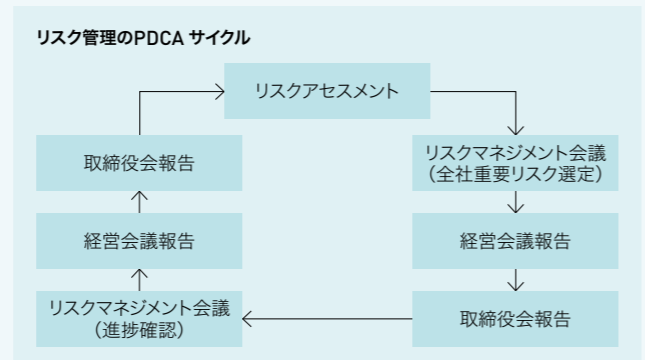 リスク管理のPDCA サイクル
リスクアセスメント
リスクマネジメント会議
（全社重要リスク選定）
経営会議報告
取締役会報告
リスクマネジメント会議
（進捗確認）
経営会議報告
取締役会報告